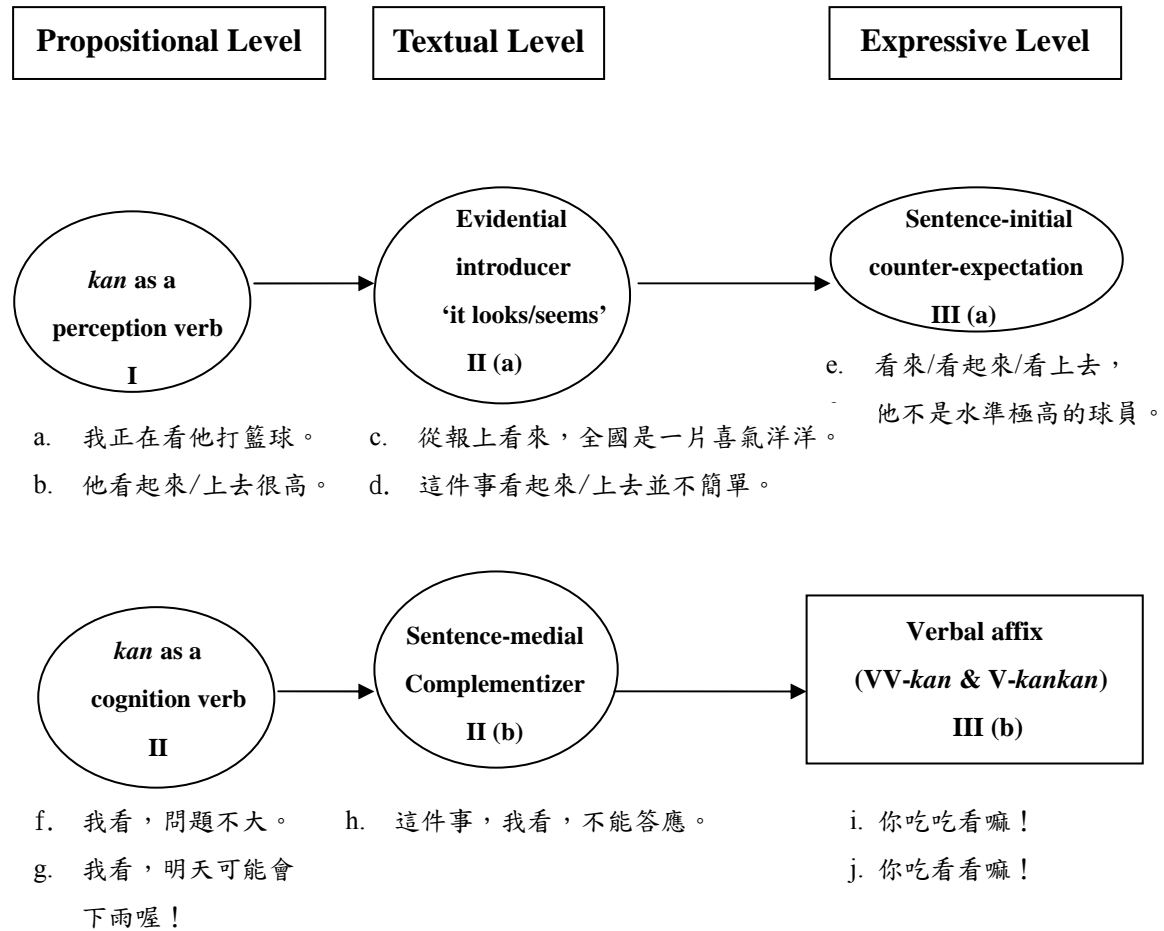 Propositional Level
Textual Level
Expressive Level
kan as a
perception verb
I
Evidential
introducer
‘it looks/seems’
II (a)
Sentence-initial
counter-expectation
III (a)
a. 我正在看他打籃球。
b. 他看起來/上去很高。
c. 從報上看來，全國是一片喜氣洋洋。
d. 這件事看起來/上去並不簡單。
e. 看來/看起來/看上去，
他不是水準極高的球員。
kan as a
cognition verb
II
Sentence-medial
Complementizer
II (b)
Verbal affix
(VV-kan & V-kankan)
III (b)
f. 我看，問題不大。
g. 我看，明天可能會
下雨喔！
h. 這件事，我看，不能答應。
i. 你吃吃看嘛！
j. 你吃看看嘛！